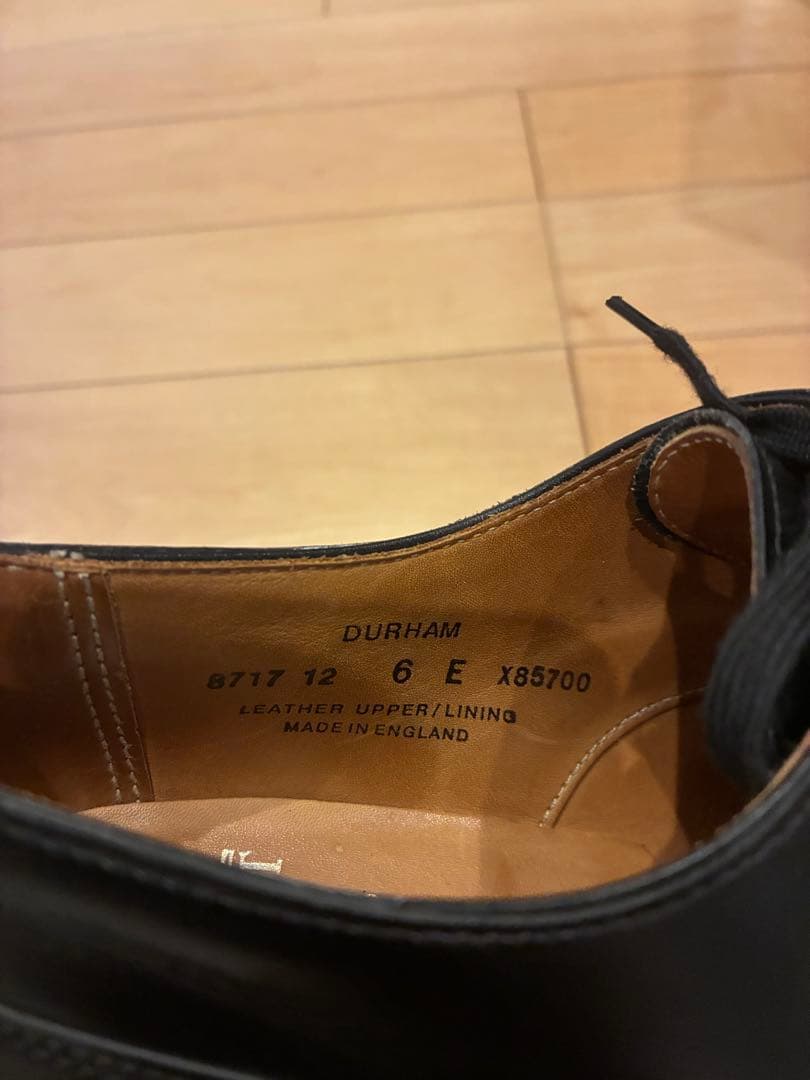 DURHAM
8717 12 6 E X85700
LEATHER UPPER/LINING
MADE IN ENGLAND